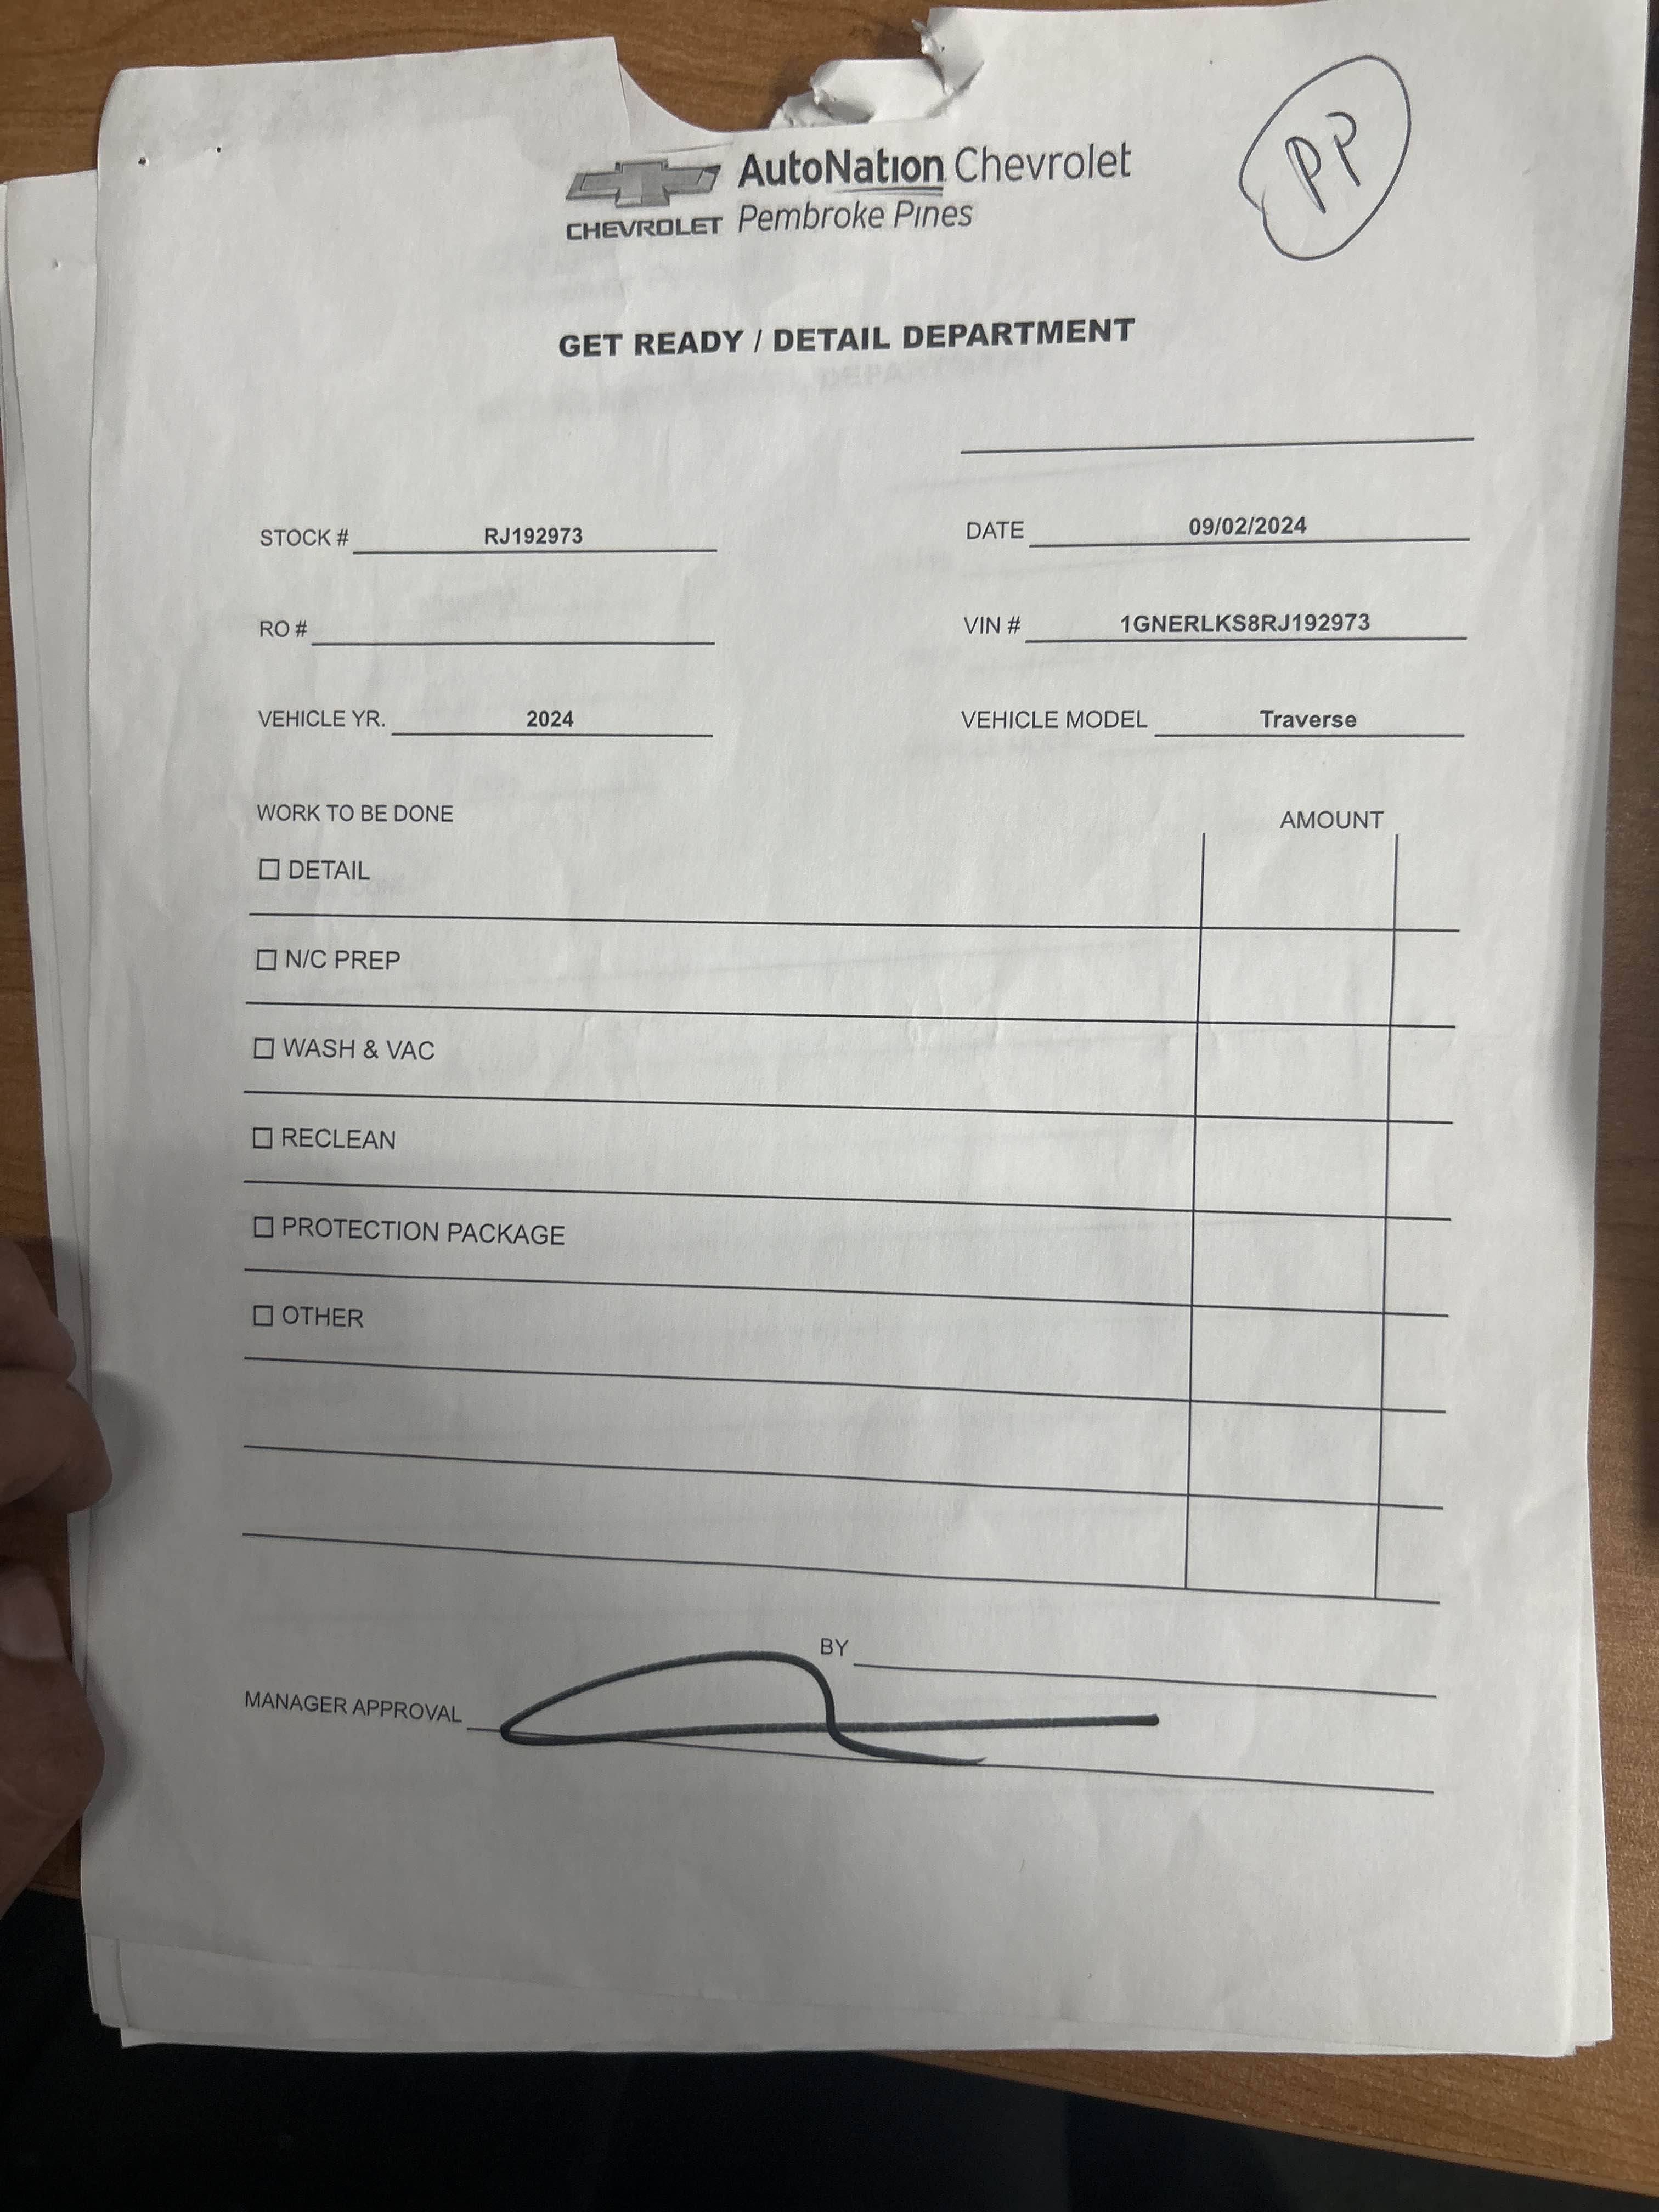 PP
AutoNation Chevrolet
CHEVROLET Pembroke Pines
GET READY / DETAIL DEPARTMENT
STOCK # RJ192973 DATE 09/02/2024
RO # VIN # 1GNERLKS8RJ192973
VEHICLE YR. 2024 VEHICLE MODEL Traverse
WORK TO BE DONE AMOUNT
DETAIL
N/C PREP
WASH & VAC
RECLEAN
PROTECTION PACKAGE
OTHER
BY
MANAGER APPROVAL